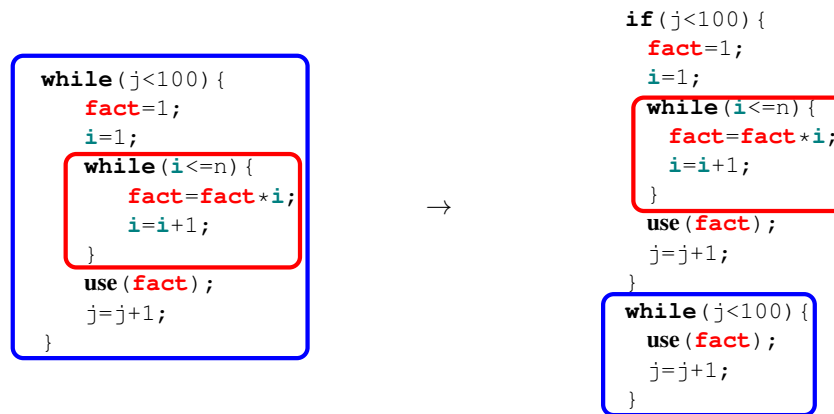 while(j<100){
fact=1;
i=1;
while(i<=n){
fact=fact*i;
i=i+1;
}
use(fact);
j=j+1;
}
→
if(j<100){
fact=1;
i=1;
while(i<=n){
fact=fact*i;
i=i+1;
}
use(fact);
j=j+1;
}
while(j<100){
use(fact);
j=j+1;
}